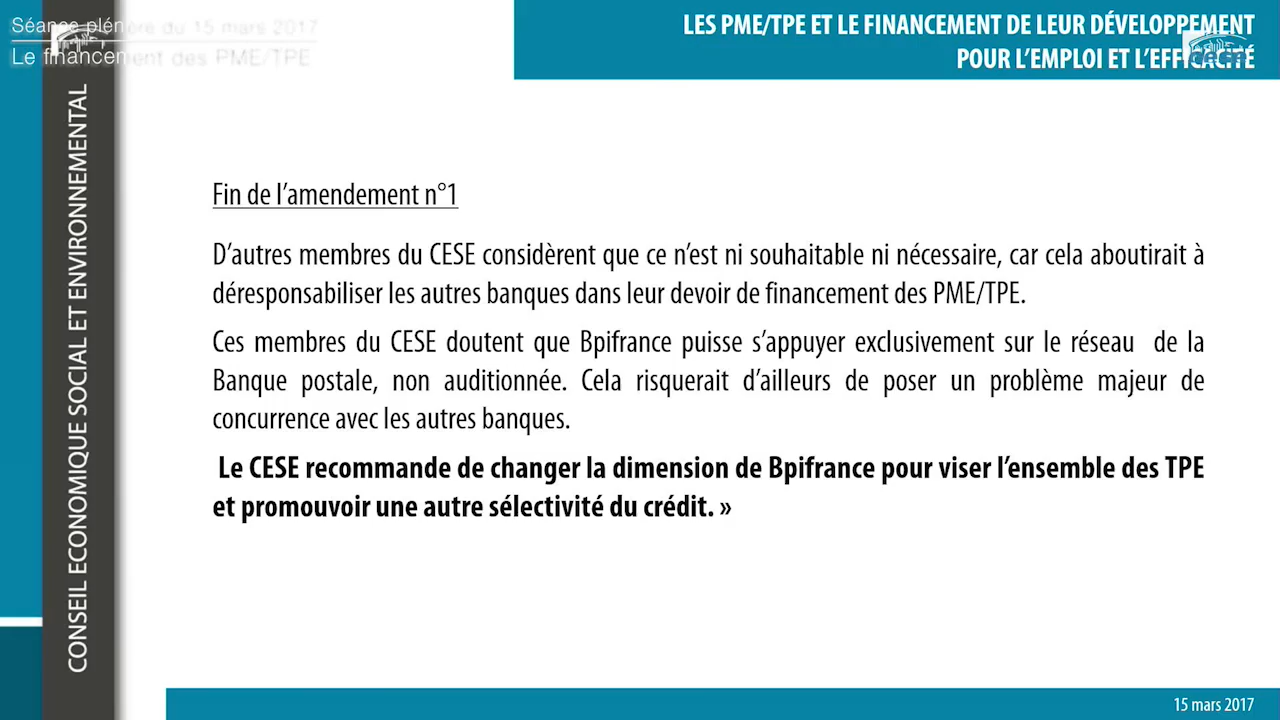 Séance plénière du 15 mars 2017
Le financement des PME/TPE
LES PME/TPE ET LE FINANCEMENT DE LEUR DÉVELOPPEMENT
POUR L’EMPLOI ET L’EFFICACITÉ
CONSEIL ECONOMIQUE SOCIAL ET ENVIRONNEMENTAL
Fin de l’amendement n°1
D’autres membres du CESE considèrent que ce n’est ni souhaitable ni nécessaire, car cela aboutirait à
déresponsabiliser les autres banques dans leur devoir de financement des PME/TPE.
Ces membres du CESE doutent que Bpifrance puisse s’appuyer exclusivement sur le réseau de la
Banque postale, non auditionnée. Cela risquerait d’ailleurs de poser un problème majeur de
concurrence avec les autres banques.
Le CESE recommande de changer la dimension de Bpifrance pour viser l’ensemble des TPE
et promouvoir une autre sélectivité du crédit. »
15 mars 2017